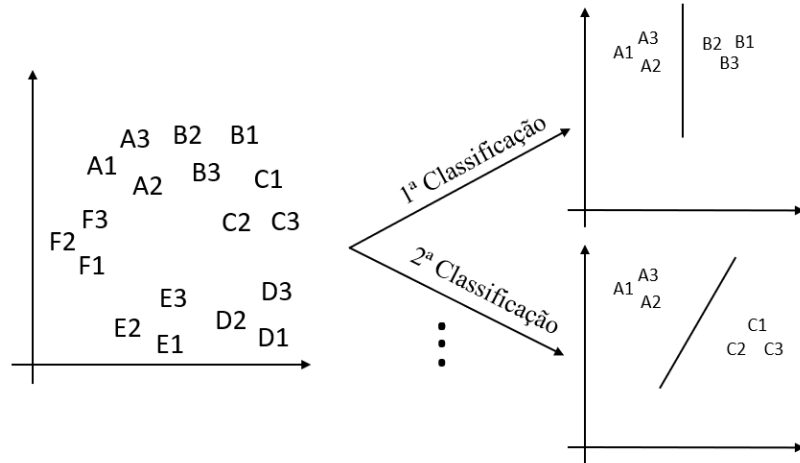 A3 B2 B1
A1 A2 B3 C1
F3 C2 C3
F2
F1
E3 D3
E2 D2
E1 D1
1ª Classificação
2ª Classificação
A3 B2 B1
A1
A2 B3
A3
A1
A2
C1
C2 C3